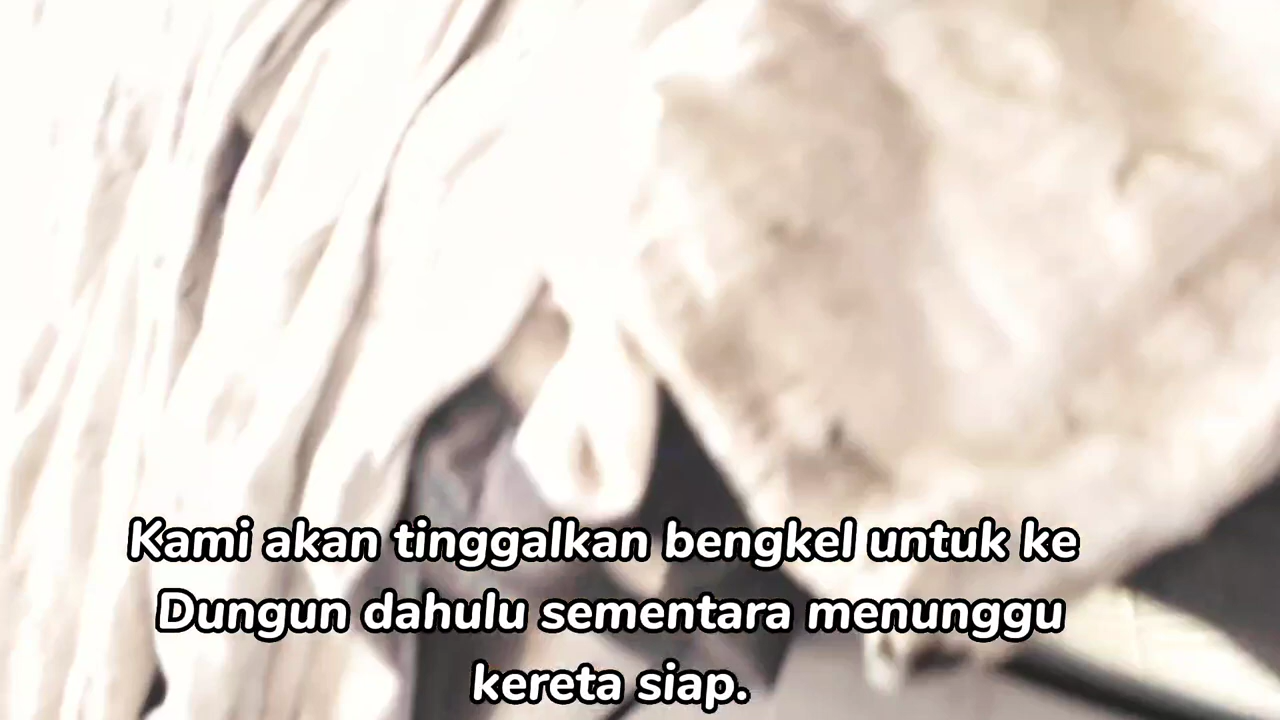 Kami akan tinggalkan bengkel untuk ke
Dungun dahulu sementara menunggu
kereta siap.